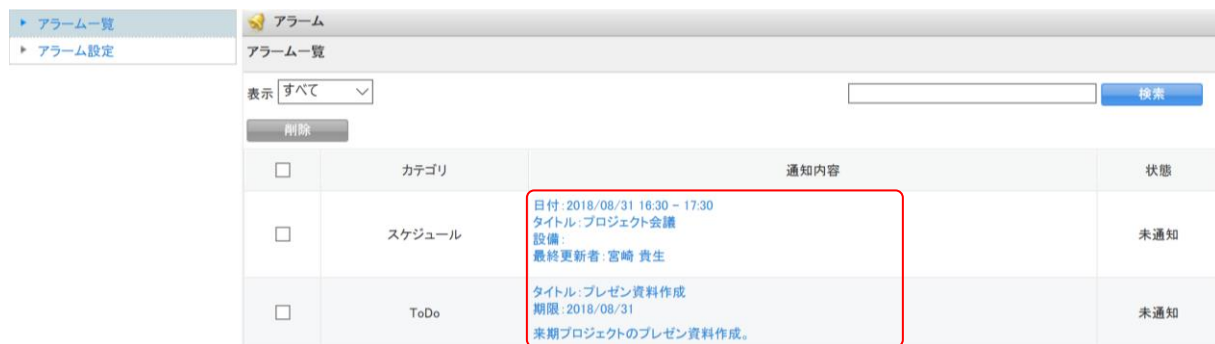 アラーム一覧
アラーム設定
アラーム
アラーム一覧
表示 すべて
検索
削除
カテゴリ 通知内容 状態
スケジュール
日付:2018/08/31 16:30 - 17:30
タイトル:プロジェクト会議
設備:
最終更新者:宮崎 貴生
未通知
ToDo
タイトル:プレゼン資料作成
期限:2018/08/31
来期プロジェクトのプレゼン資料作成。
未通知